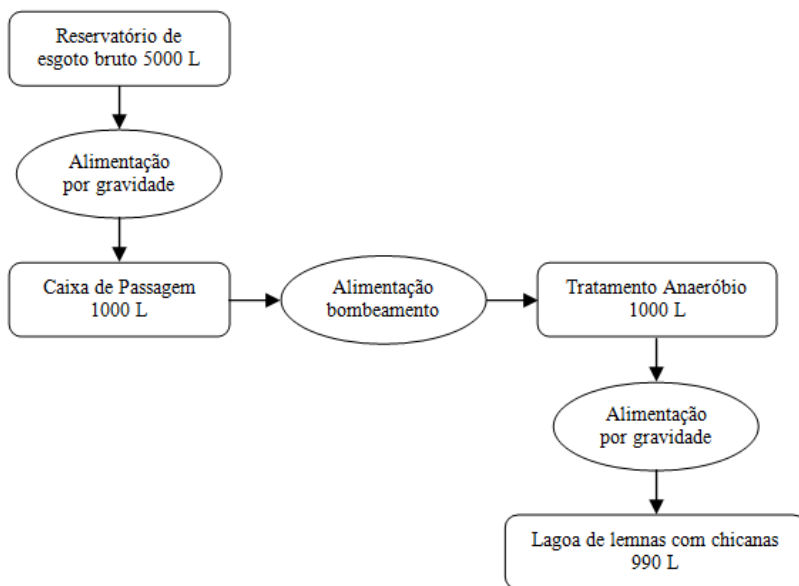 Reservatório de
esgoto bruto 5000 L
Alimentação
por gravidade
Caixa de Passagem
1000 L
Alimentação
bombeamento
Tratamento Anaeróbio
1000 L
Alimentação
por gravidade
Lagoa de lemnas com chicanas
990 L